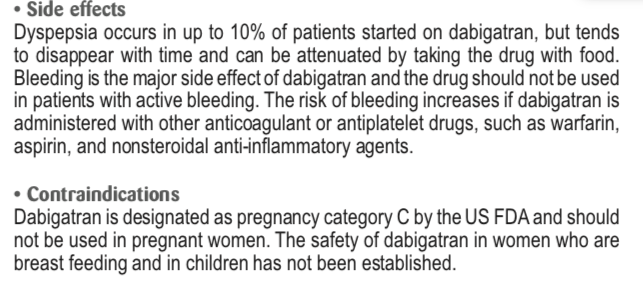 • Side effects
Dyspepsia occurs in up to 10% of patients started on dabigatran, but tends
to disappear with time and can be attenuated by taking the drug with food.
Bleeding is the major side effect of dabigatran and the drug should not be used
in patients with active bleeding. The risk of bleeding increases if dabigatran is
administered with other anticoagulant or antiplatelet drugs, such as warfarin,
aspirin, and nonsteroidal anti-inflammatory agents.
• Contraindications
Dabigatran is designated as pregnancy category C by the US FDA and should
not be used in pregnant women. The safety of dabigatran in women who are
breast feeding and in children has not been established.